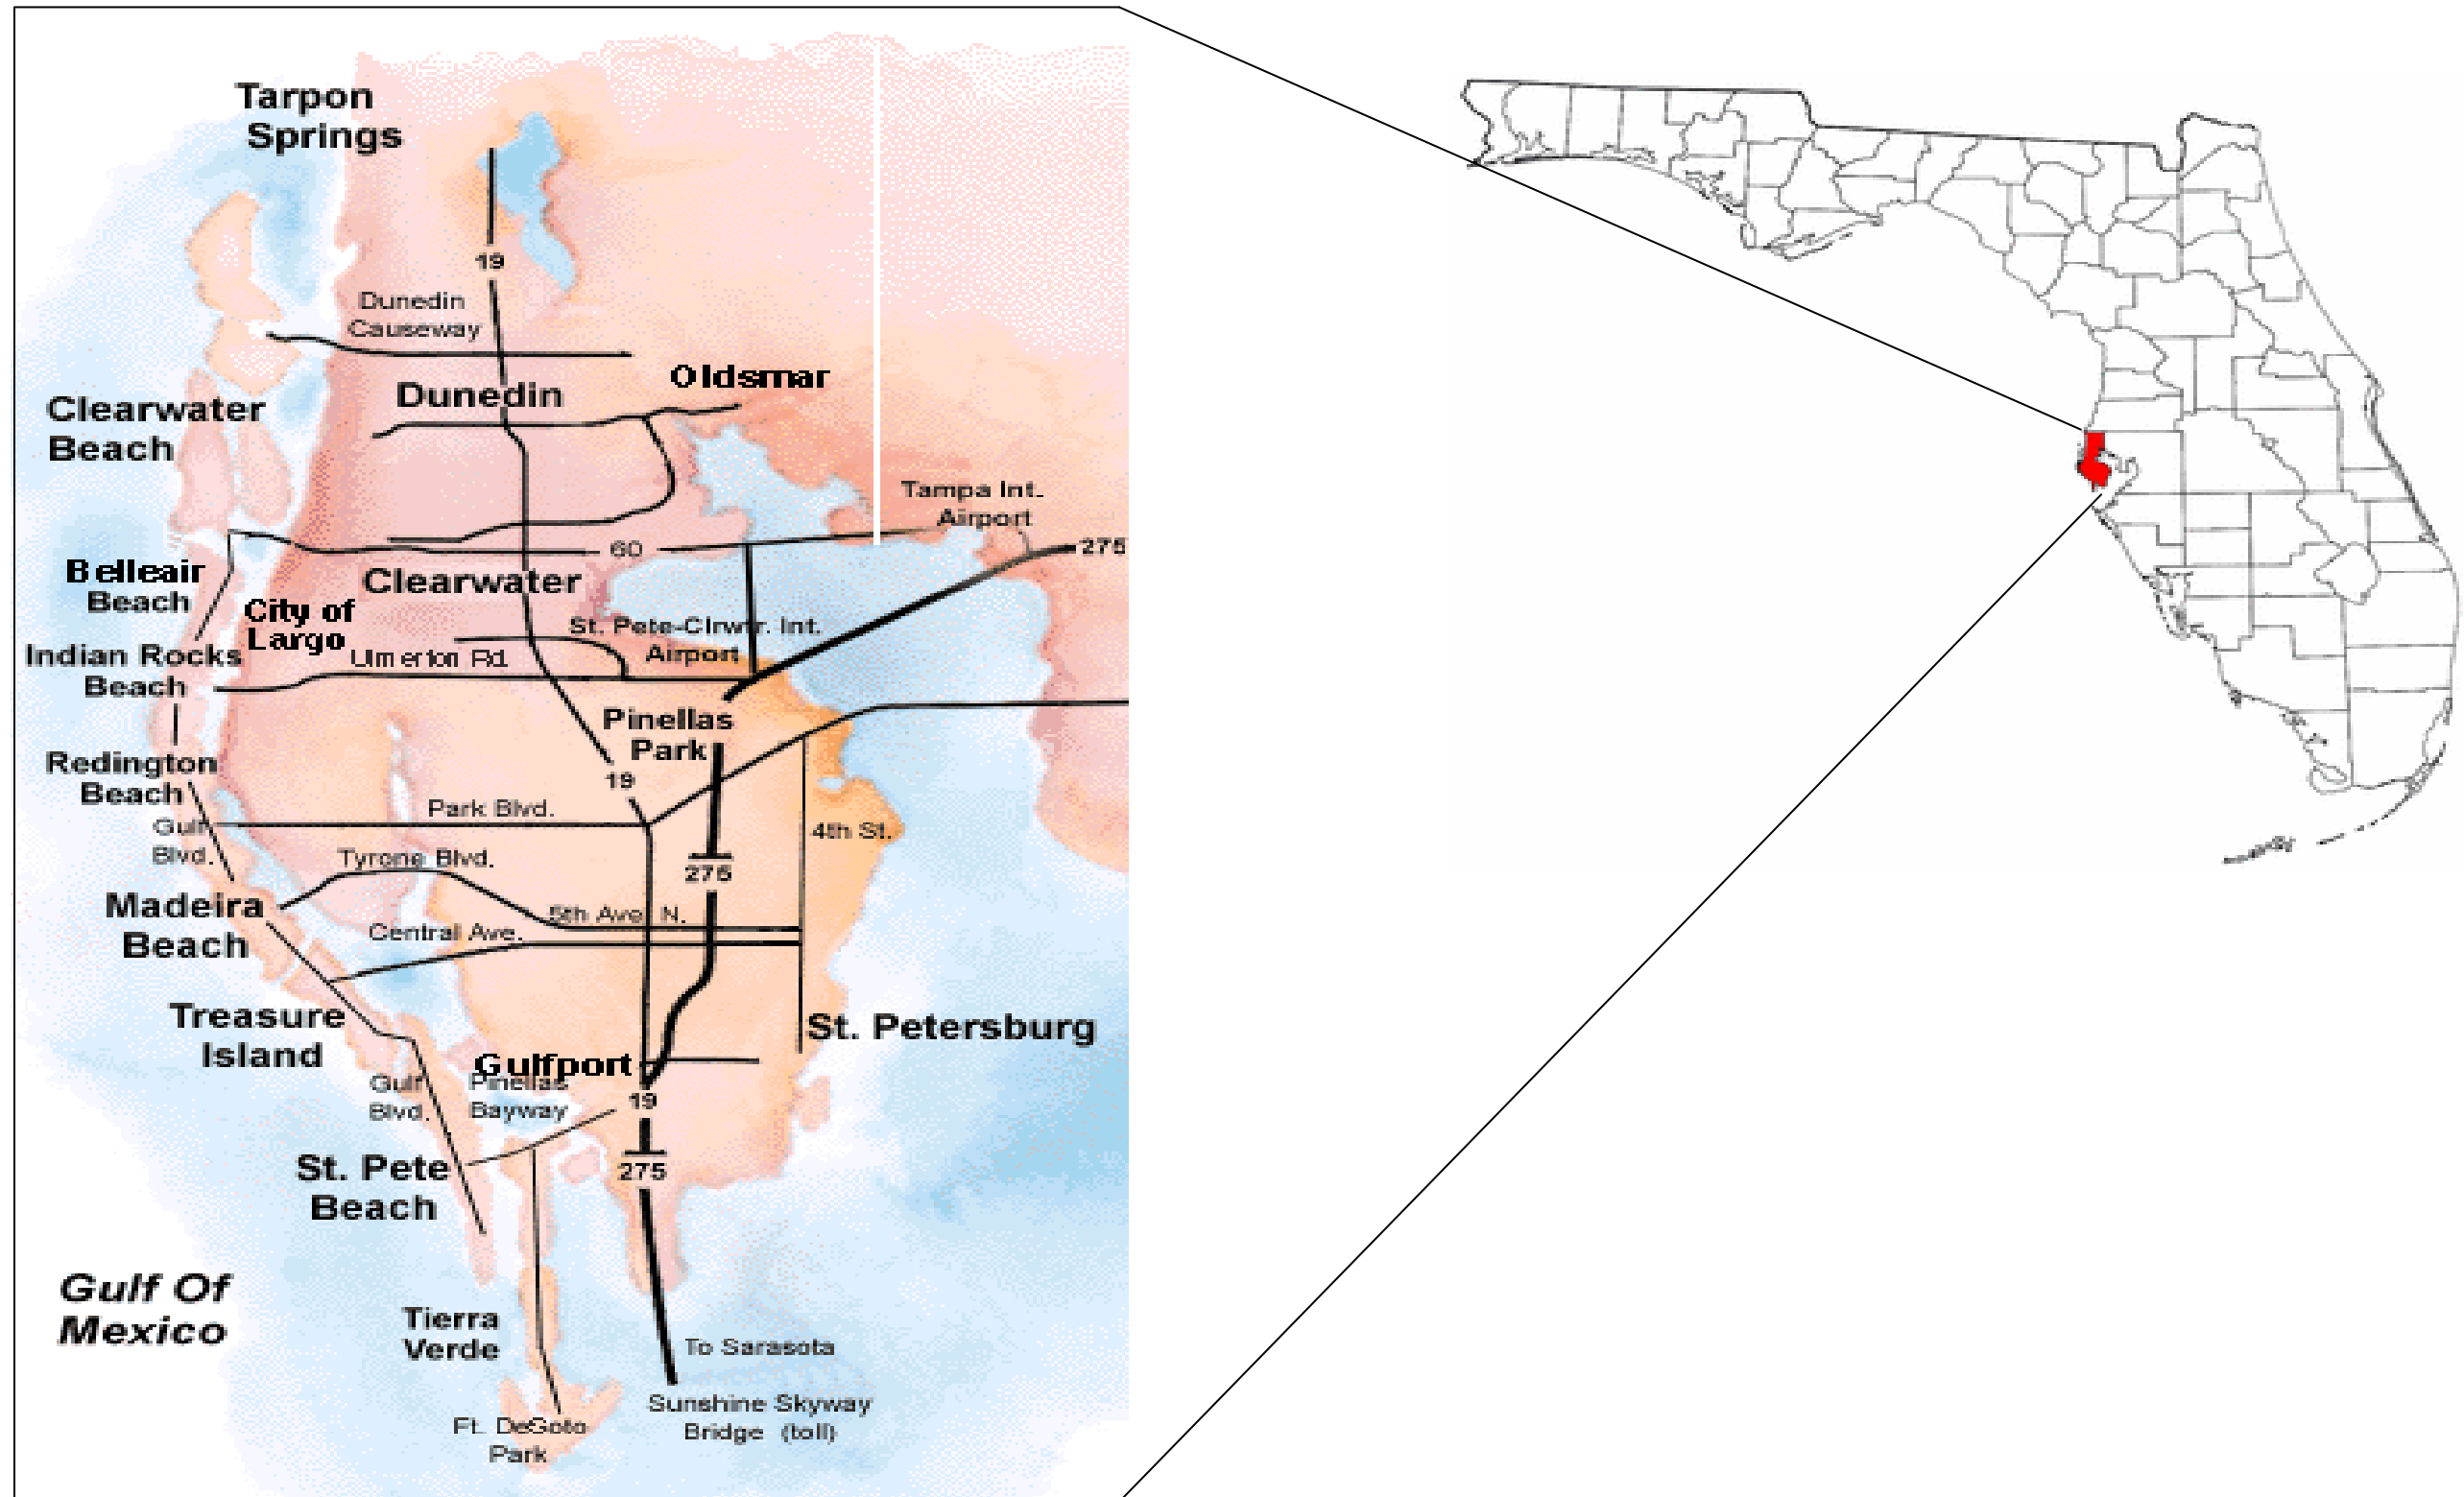 Tarpon
Springs
19
Dunedin
Causeway
Oldsmar
Dunedin
Clearwater
Beach
Tampa Int.
Airport
275
60
Belleair
Beach
Clearwater
City of
Largo
St. Pete-Clrwtr. Int.
Airport
Indian Rocks
Beach
Ulmerton Rd.
Pinellas
Park
Redington
Beach
19
Park Blvd.
Gulf
Blvd.
4th St.
Tyrone Blvd.
275
Madeira
Beach
5th Ave. N.
Central Ave.
Treasure
Island
St. Petersburg
Gulfport
Gulf
Blvd.
Pinellas
Bayway
19
St. Pete
Beach
275
Gulf Of
Mexico
Tierra
Verde
To Sarasota
Sunshine Skyway
Bridge (toll)
Ft. DeSoto
Park